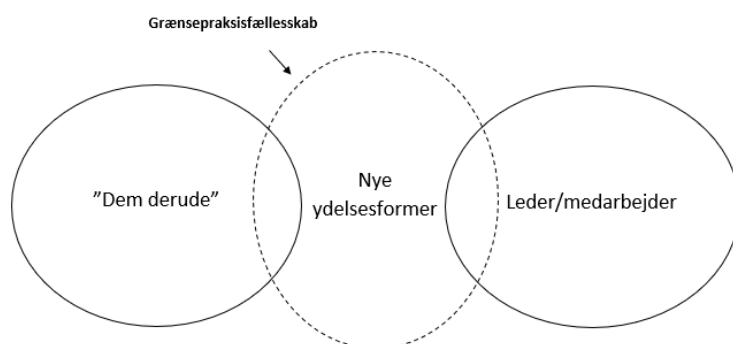 Grænsepraksisfællesskab
”Dem derude”
Nye
ydelsesformer
Leder/medarbejder